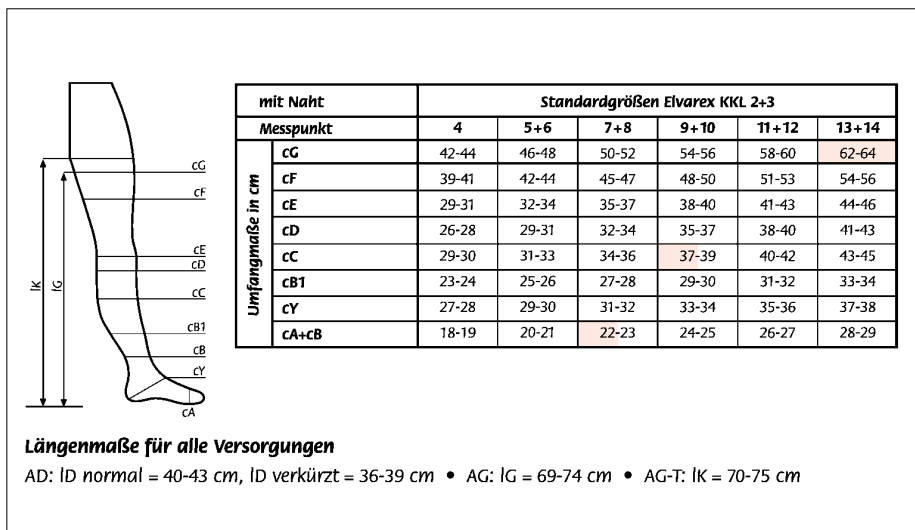 mit Naht Standardgrößen Elvarex KKL 2+3
Messpunkt 4 5+6 7+8 9+10 11+12 13+14
Umfangmaße in cm
cG 42-44 46-48 50-52 54-56 58-60 62-64
cF 39-41 42-44 45-47 48-50 51-53 54-56
cE 29-31 32-34 35-37 38-40 41-43 44-46
cD 26-28 29-31 32-34 35-37 38-40 41-43
cC 29-30 31-33 34-36 37-39 40-42 43-45
cB1 23-24 25-26 27-28 29-30 31-32 33-34
cY 27-28 29-30 31-32 33-34 35-36 37-38
cA+cB 18-19 20-21 22-23 24-25 26-27 28-29
cG
cF
cE
cD
cC
cB1
cB
cY
cA
lK
lG
Längenmaße für alle Versorgungen
AD: lD normal = 40-43 cm, lD verkürzt = 36-39 cm • AG: lG = 69-74 cm • AG-T: lK = 70-75 cm